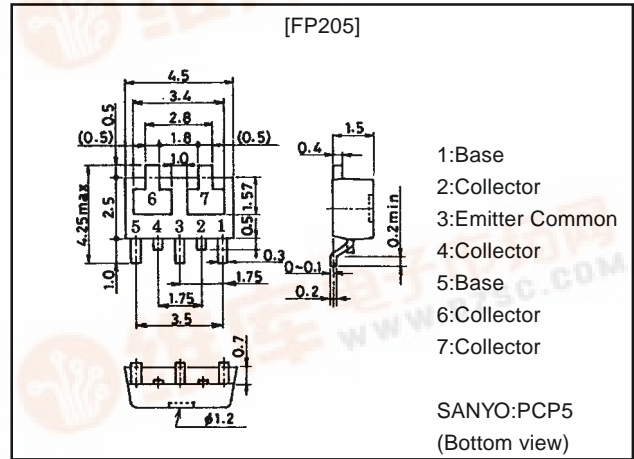 [FP205]
4.5
3.4
2.8
0.5
(0.5)
1.8
(0.5)
1.0
6
7
1.57
2.5
4.25max
5
4
3
2
1
0.5
0.3
1.0
1.75
1.75
3.5
0.7
ø1.2
1.5
0.4
0.2min
0~0.1
0.2
1:Base
2:Collector
3:Emitter Common
4:Collector
5:Base
6:Collector
7:Collector
SANYO:PCP5
(Bottom view)